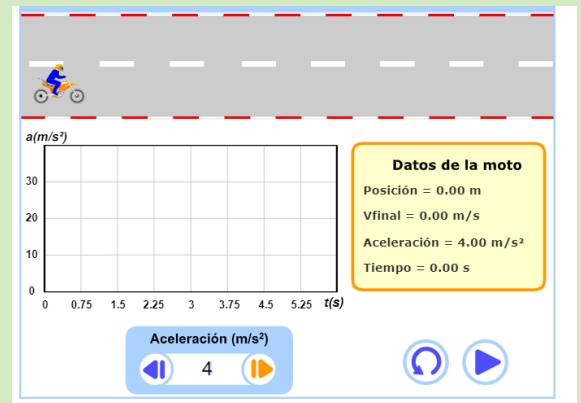 a(m/s²)
30
20
10
0
0 0.75 1.5 2.25 3 3.75 4.5 5.25 t(s)
Datos de la moto
Posición = 0.00 m
Vfinal = 0.00 m/s
Aceleración = 4.00 m/s²
Tiempo = 0.00 s
Aceleración (m/s²)
4